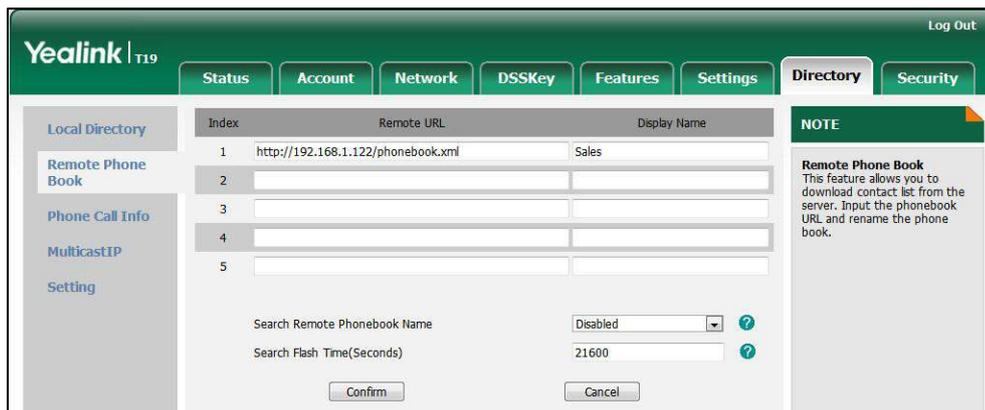 Log Out
Yealink T19
Status Account Network DSSKey Features Settings Directory Security
Local Directory
Remote Phone
Book
Phone Call Info
MulticastIP
Setting
Index Remote URL Display Name
1 http://192.168.1.122/phonebook.xml Sales
2
3
4
5
Search Remote Phonebook Name Disabled ?
Search Flash Time(Seconds) 21600 ?
Confirm Cancel
NOTE
Remote Phone Book
This feature allows you to
download contact list from the
server. Input the phonebook
URL and rename the phone
book.